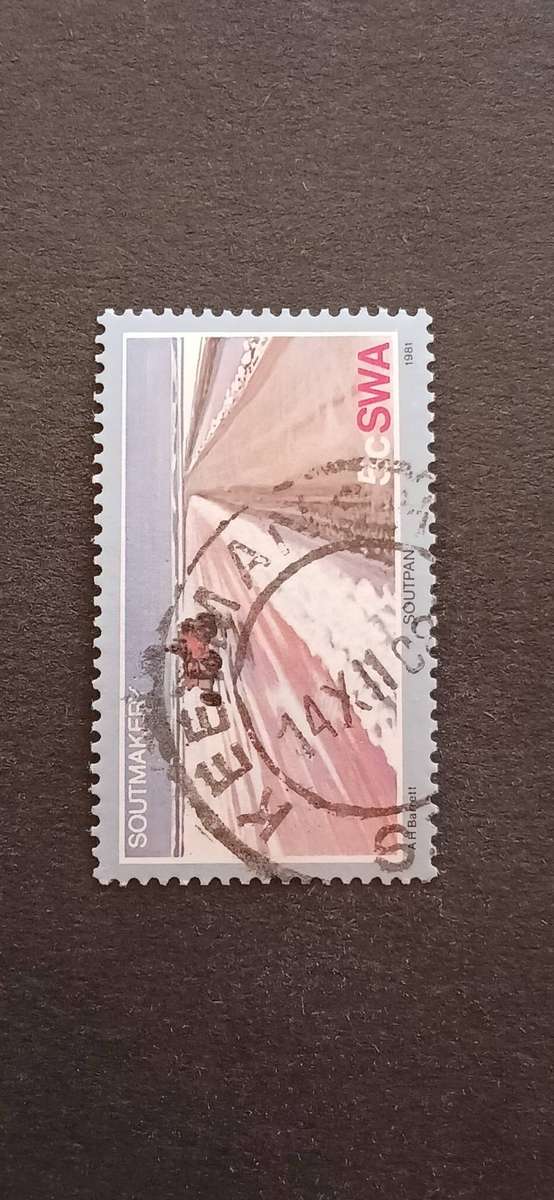 SOUTMAKERY
5c SWA
A H Barrett
SOUTPAN
1981
KEETMA
14 XII